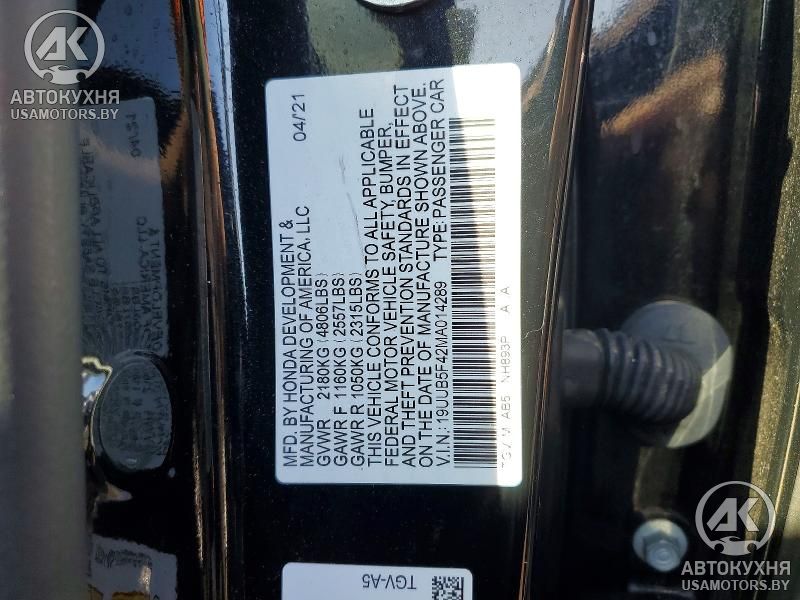 AK
АВТОКУХНЯ
USAMOTORS.BY
MFD. BY HONDA DEVELOPMENT &
MANUFACTURING OF AMERICA, LLC 04/21
GVWR 2180KG (4806LBS)
GAWR F 1160KG (2557LBS)
GAWR R 1050KG (2315LBS)
THIS VEHICLE CONFORMS TO ALL APPLICABLE
FEDERAL MOTOR VEHICLE SAFETY, BUMPER,
AND THEFT PREVENTION STANDARDS IN EFFECT
ON THE DATE OF MANUFACTURE SHOWN ABOVE.
V.I.N.: 19UUB5F42MA014289 TYPE: PASSENGER CAR
TGV M AB5 NH893P A A
TGV-A5
AK
АВТОКУХНЯ
USAMOTORS.BY